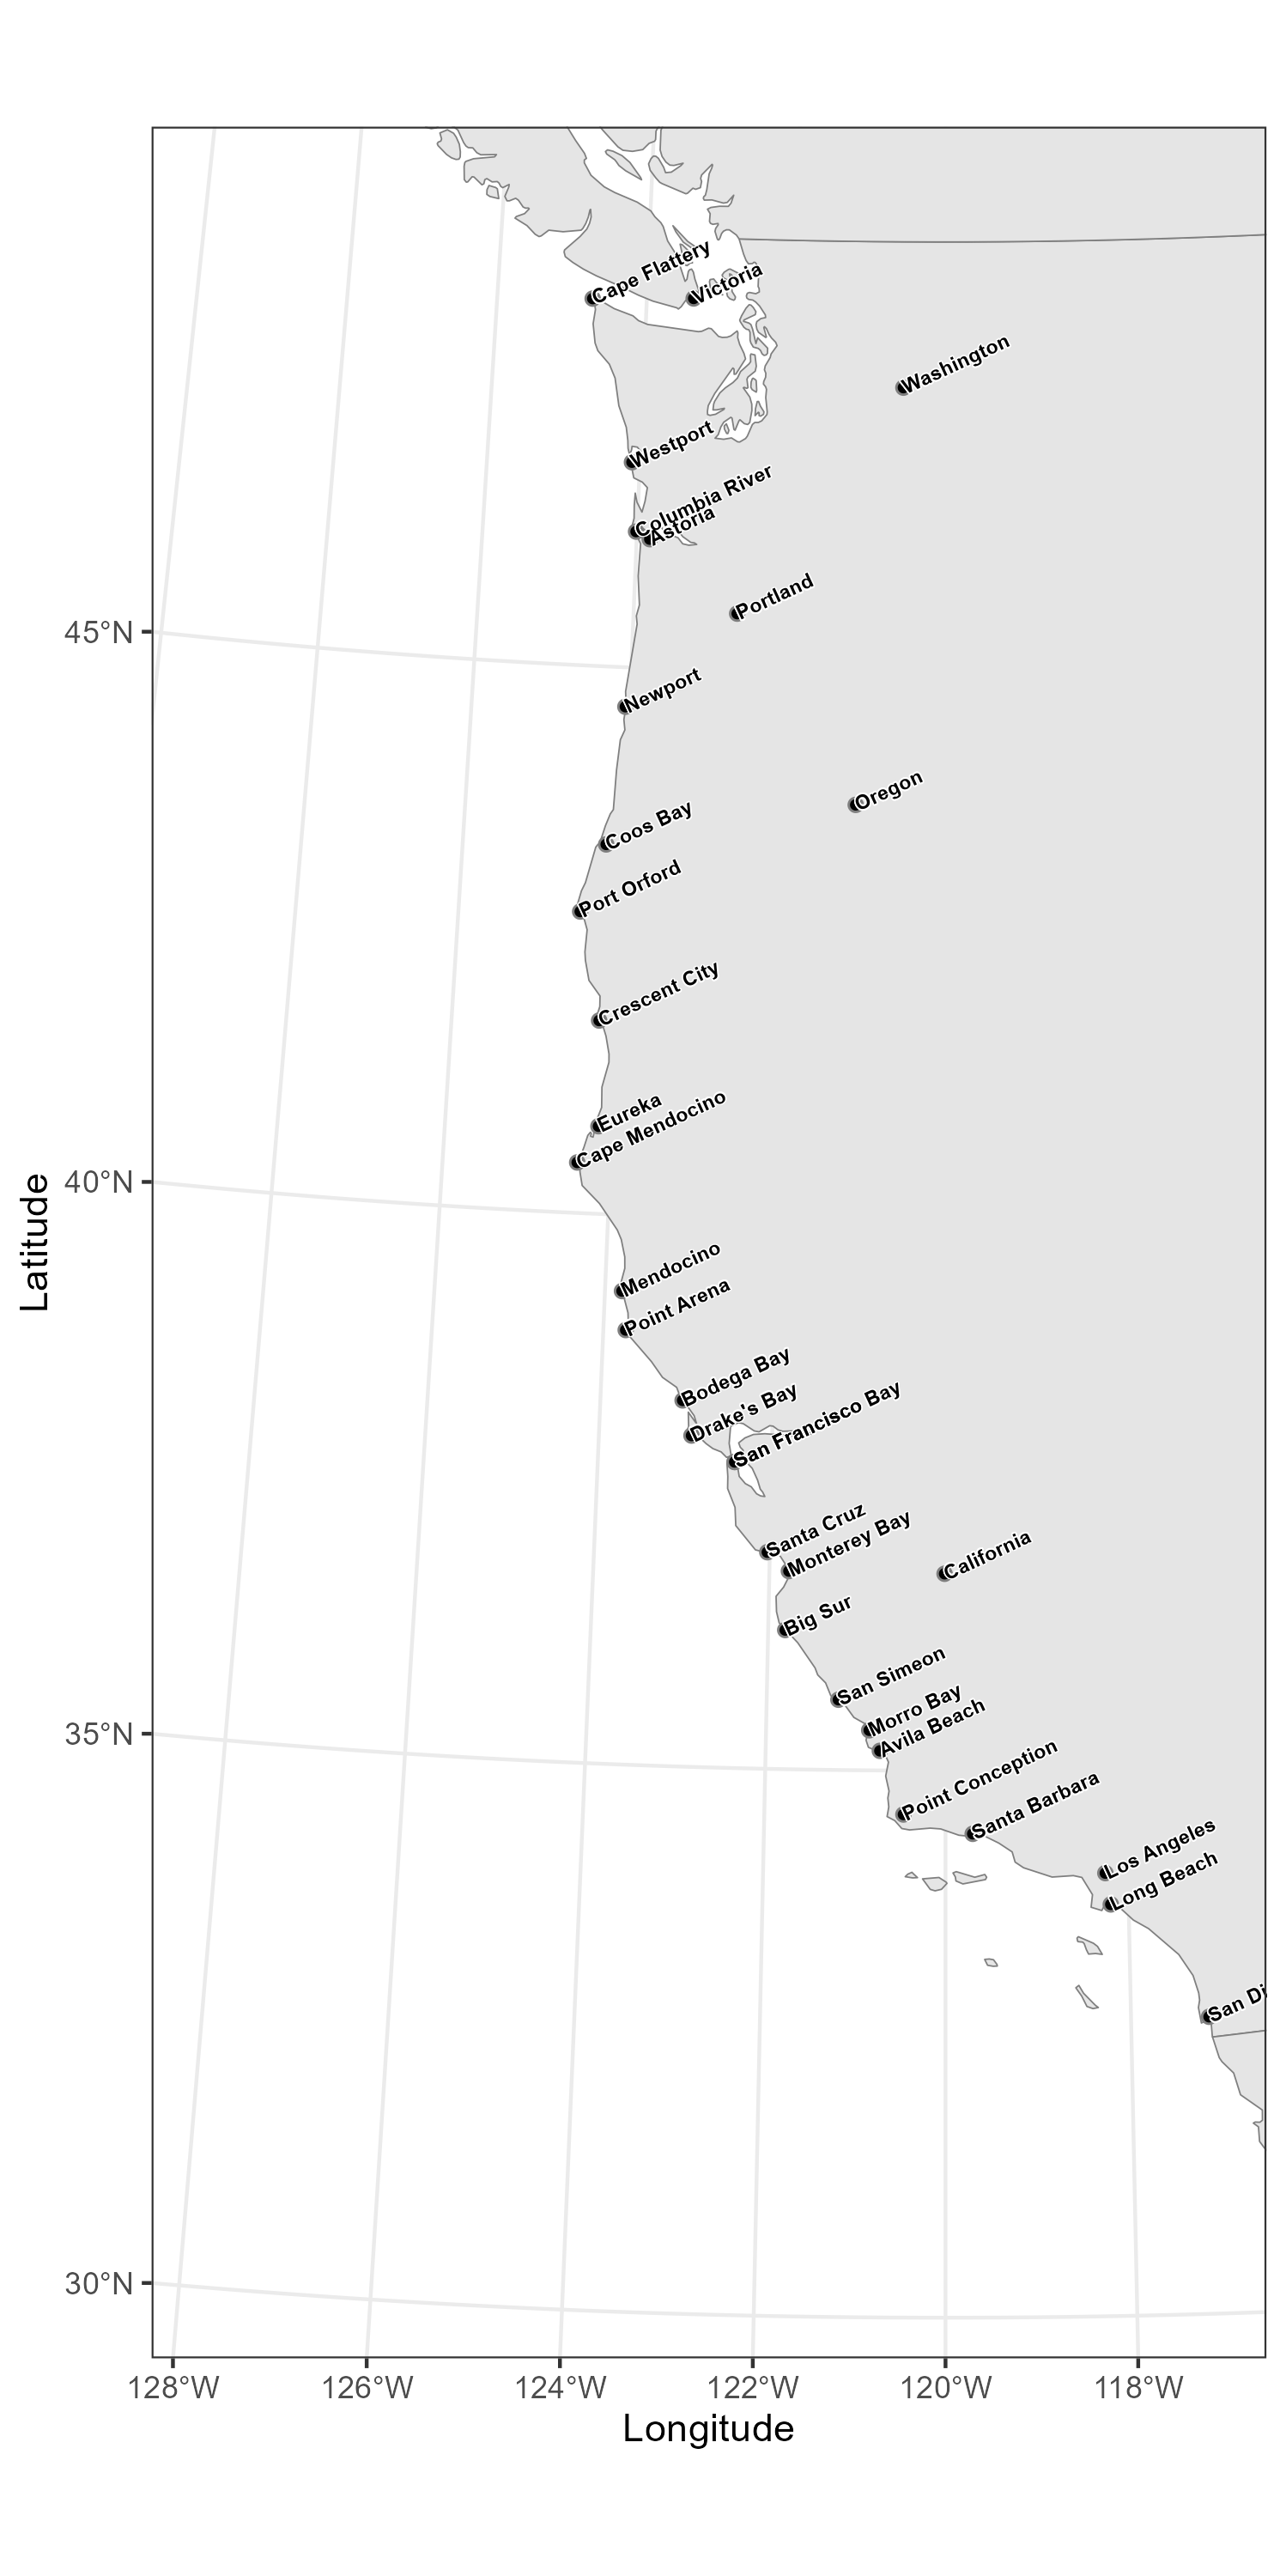 Cape Flattery
Victoria
Washington
Westport
Columbia River
Astoria
Portland
45°N
Newport
Oregon
Coos Bay
Port Orford
Crescent City
Eureka
Cape Mendocino
40°N
Latitude
Mendocino
Point Arena
Bodega Bay
Drake's Bay
San Francisco Bay
Santa Cruz
Monterey Bay
California
Big Sur
San Simeon
Morro Bay
Avila Beach
35°N
Point Conception
Santa Barbara
Los Angeles
Long Beach
San Di
30°N
128°W 126°W 124°W 122°W 120°W 118°W
Longitude